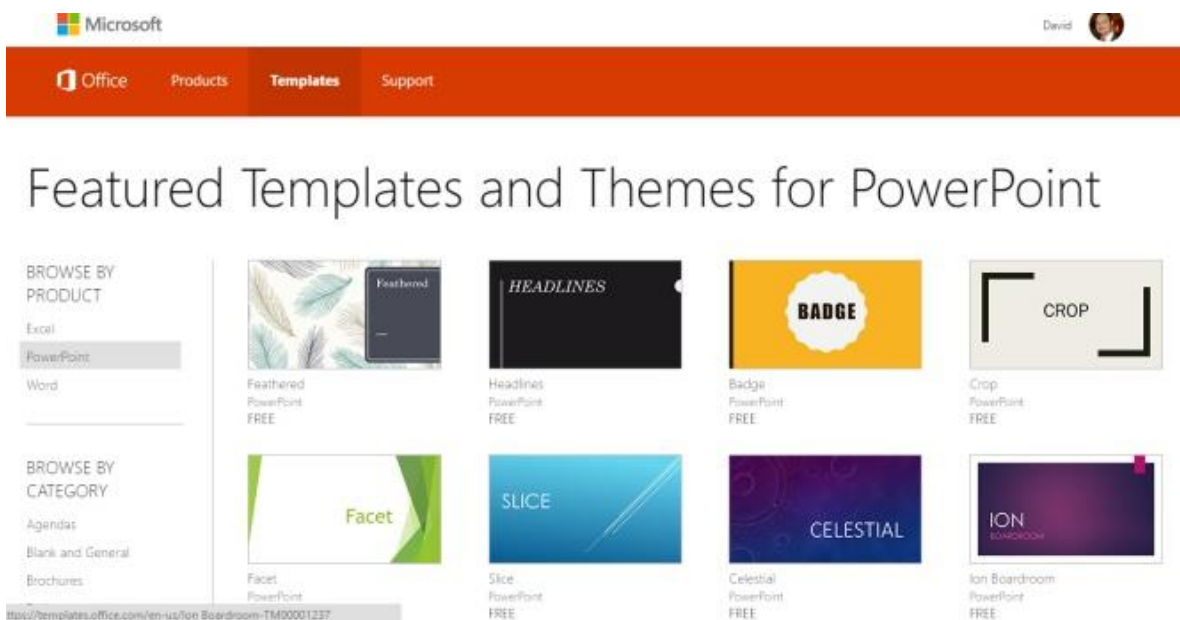 Microsoft
David
Office
Products
Templates
Support
Featured Templates and Themes for PowerPoint
BROWSE BY
PRODUCT
Excel
PowerPoint
Word
BROWSE BY
CATEGORY
Agendas
Blank and General
Brochures
Feathered
Feathered
PowerPoint
FREE
HEADLINES
Headlines
PowerPoint
FREE
BADGE
Badge
PowerPoint
FREE
CROP
Crop
PowerPoint
FREE
Facet
Facet
PowerPoint
SLICE
Slice
PowerPoint
FREE
CELESTIAL
Celestial
PowerPoint
FREE
ION
BOARDROOM
Ion Boardroom
PowerPoint
FREE
ttps://templates.office.com/en-us/Ion Boardroom-TM00001237